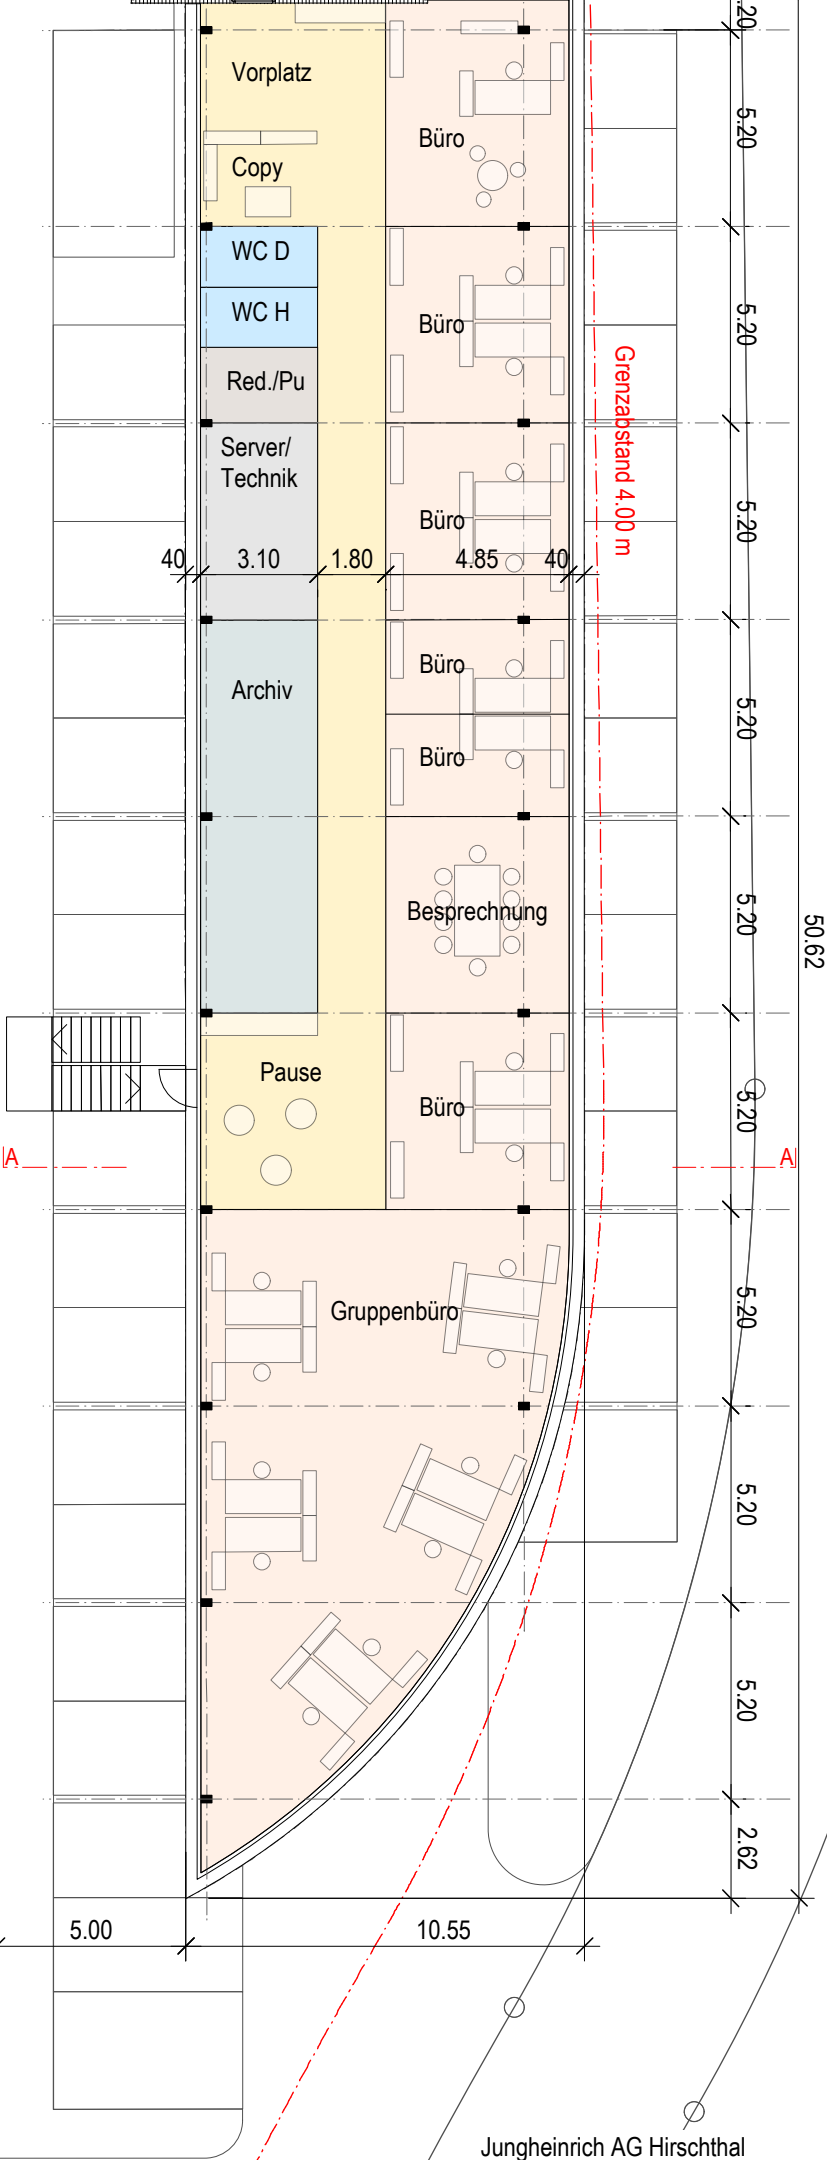 .20
Vorplatz
5.20
Büro
Copy
WC D
WC H
Büro
5.20
Red./Pu
Grenzabstand 4.00 m
Server/
Technik
Büro
5.20
40
3.10
1.80
4.85
40
Büro
Archiv
5.20
Büro
Besprechnung
5.20
50.62
Pause
Büro
5.20
A
A
Gruppenbüro
5.20
5.20
5.20
2.62
5.00
10.55
Jungheinrich AG Hirschthal